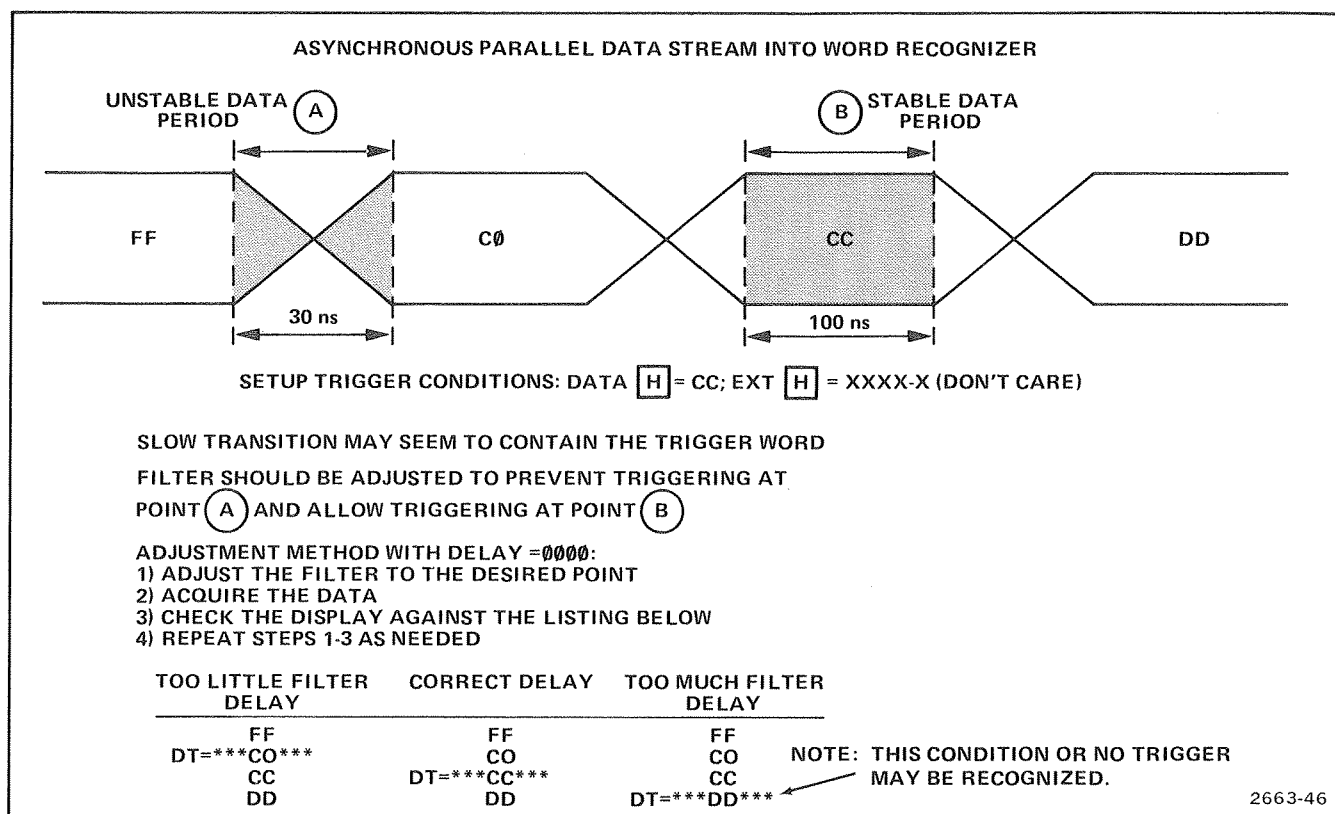 ASYNCHRONOUS PARALLEL DATA STREAM INTO WORD RECOGNIZER
UNSTABLE DATA
PERIOD
A
B
STABLE DATA
PERIOD
FF
CØ
CC
DD
30 ns
100 ns
SETUP TRIGGER CONDITIONS: DATA H = CC; EXT H = XXXX-X (DON'T CARE)
SLOW TRANSITION MAY SEEM TO CONTAIN THE TRIGGER WORD
FILTER SHOULD BE ADJUSTED TO PREVENT TRIGGERING AT
POINT A AND ALLOW TRIGGERING AT POINT B
ADJUSTMENT METHOD WITH DELAY =ØØØØ:
1) ADJUST THE FILTER TO THE DESIRED POINT
2) ACQUIRE THE DATA
3) CHECK THE DISPLAY AGAINST THE LISTING BELOW
4) REPEAT STEPS 1-3 AS NEEDED
TOO LITTLE FILTER CORRECT DELAY TOO MUCH FILTER
DELAY DELAY
FF FF FF
DT=***CO*** CO CO
CC DT=***CC*** CC
DD DD DT=***DD***
NOTE: THIS CONDITION OR NO TRIGGER
MAY BE RECOGNIZED.
2663-46